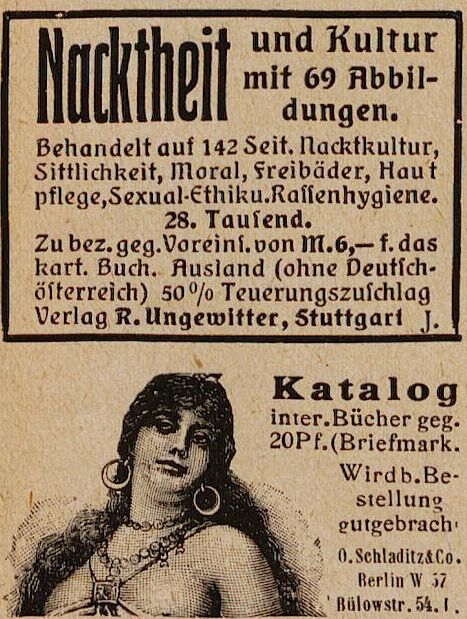 Nacktheit und Kultur
mit 69 Abbil-
dungen.
Behandelt auf 142 Seit. Nacktkultur,
Sittlichkeit, Moral, Freibäder, Haut
pflege, Sexual-Ethik u. Raſſenhygiene.
28. Tauſend.
Zu bez. geg. Voreinſ. von M. 6,— f. das
kart. Buch. Ausland (ohne Deutſch-
öſterreich) 50% Teuerungszuſchlag
Verlag R. Ungewitter, Stuttgart J.
Katalog
inter. Bücher geg.
20 Pf. (Briefmark.
Wird b. Be-
stellung
gutgebrach
O. Schladitz & Co.
Berlin W 57
Bülowstr. 54. I.